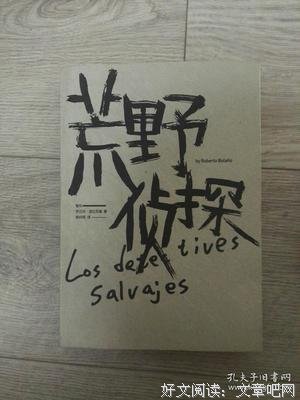 荒野
by Roberto Bolaño
侦探
Los detectives
salvajes
孔夫子旧书网
好文阅读:文章吧网